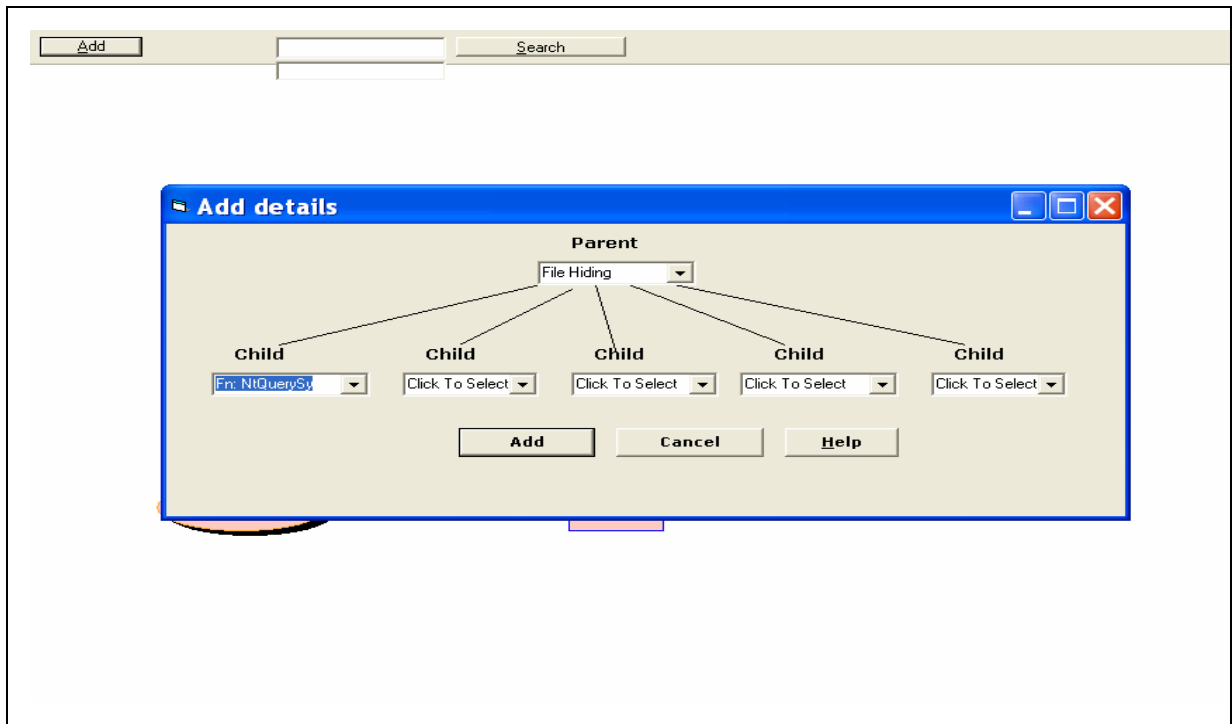 Add Search
Add details
Parent
File Hiding
Child Child Child Child Child
Fn: NtQuerySy Click To Select Click To Select Click To Select Click To Select
Add Cancel Help